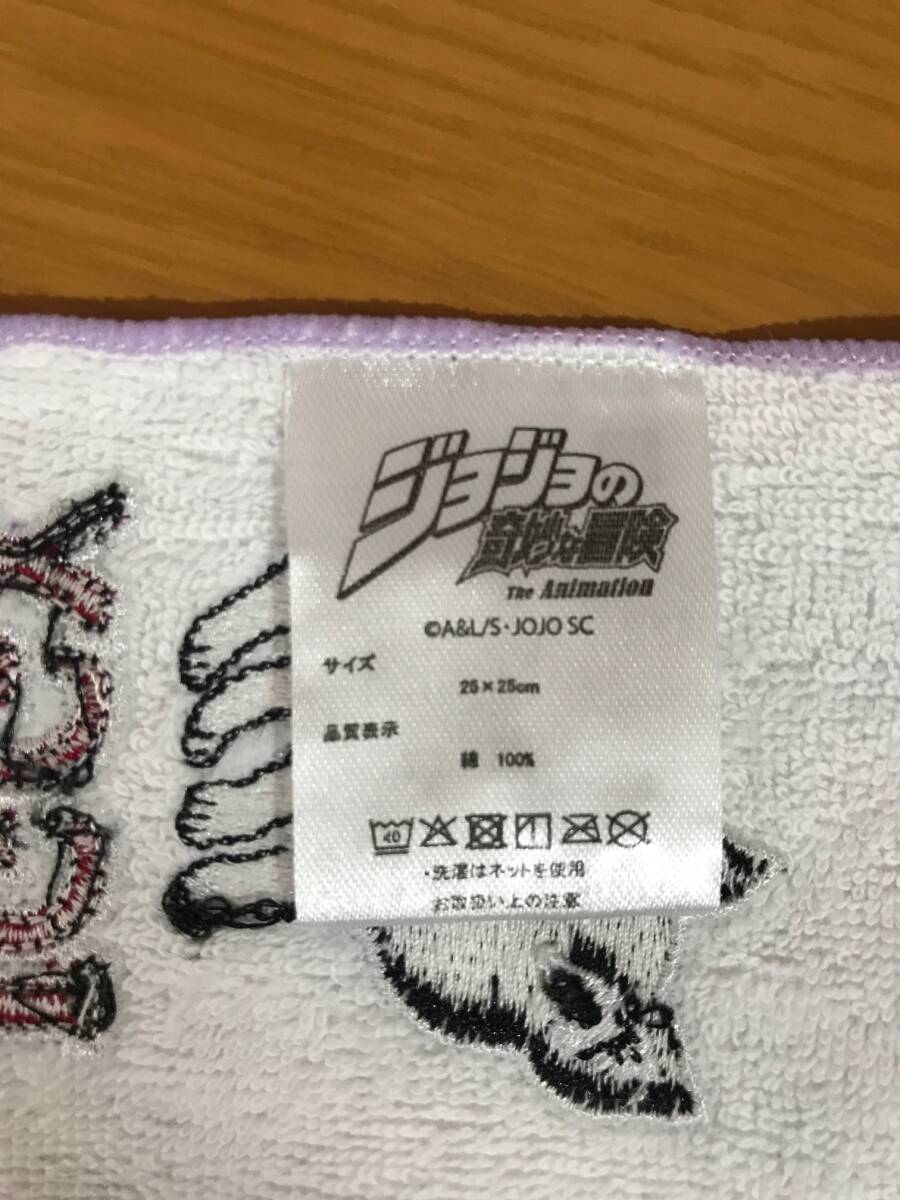 ジョジョの
奇妙な冒険
The Animation
©A&L/S・JOJO SC
サイズ
25×25cm
品質表示
綿 100%
40
・洗濯はネットを使用
お取扱い上の注意